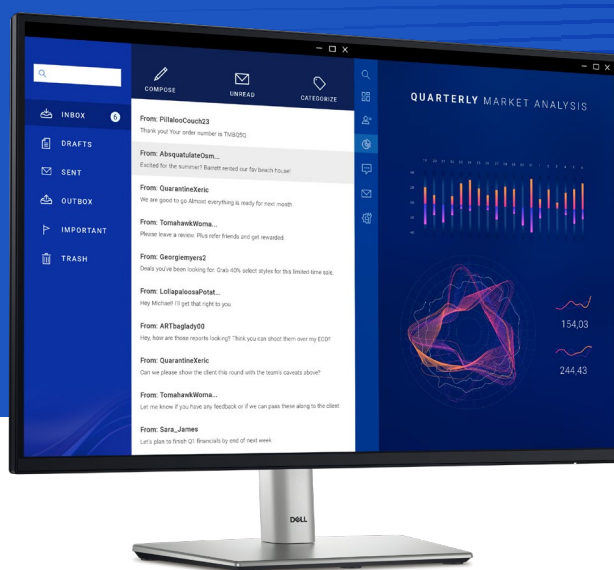 COMPOSE
UNREAD
CATEGORIZE
INBOX
6
DRAFTS
SENT
OUTBOX
IMPORTANT
TRASH
From: PillalooCouch23
Thank you! Your order number is TMBQ5Q
From: AbsquatulateOsm...
Excited for the summer? Barrett rented our fav beach house!
From: QuarantineXeric
We are good to go Almost everything is ready for next month
From: TomahawkWoma...
Please leave a review. Plus refer friends and get rewarded.
From: Georgiemyers2
Deals you've been looking for. Grab 40% select styles for this limited time sale.
From: LollapaloosaPotat...
Hey Michael! I'll get that right to you.
From: ARTbaglady00
Hey, how are those reports looking? Think you can shoot them over my EOD?
From: QuarantineXeric
Can we please show the client this round with the team's caveats above?
From: TomahawkWoma...
Let me know if you have any feedback or if we can pass these along to the client
From: Sara_James
Let's plan to finish Q1 financials by end of next week
QUARTERLY MARKET ANALYSIS
154,03
244,43
DELL